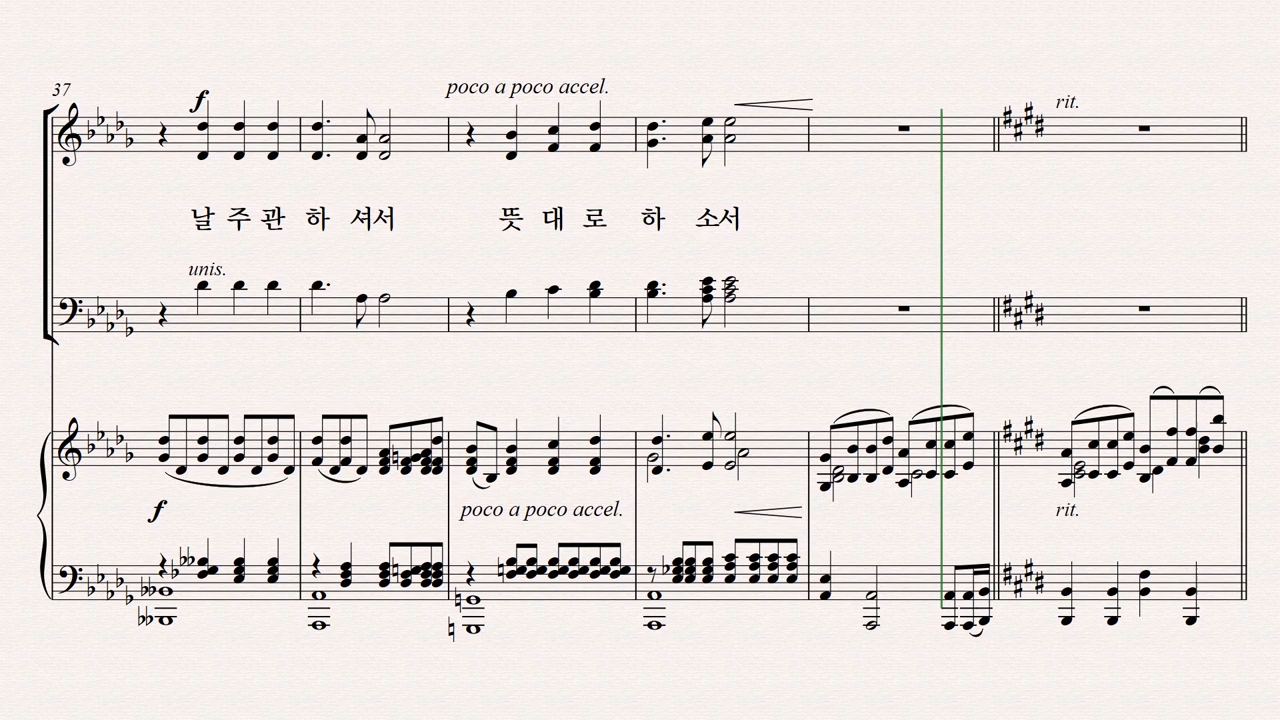 37
f
poco a poco accel.
rit.
날 주 관 하 셔서 뜻 대 로 하 소서
unis.
f
poco a poco accel.
rit.